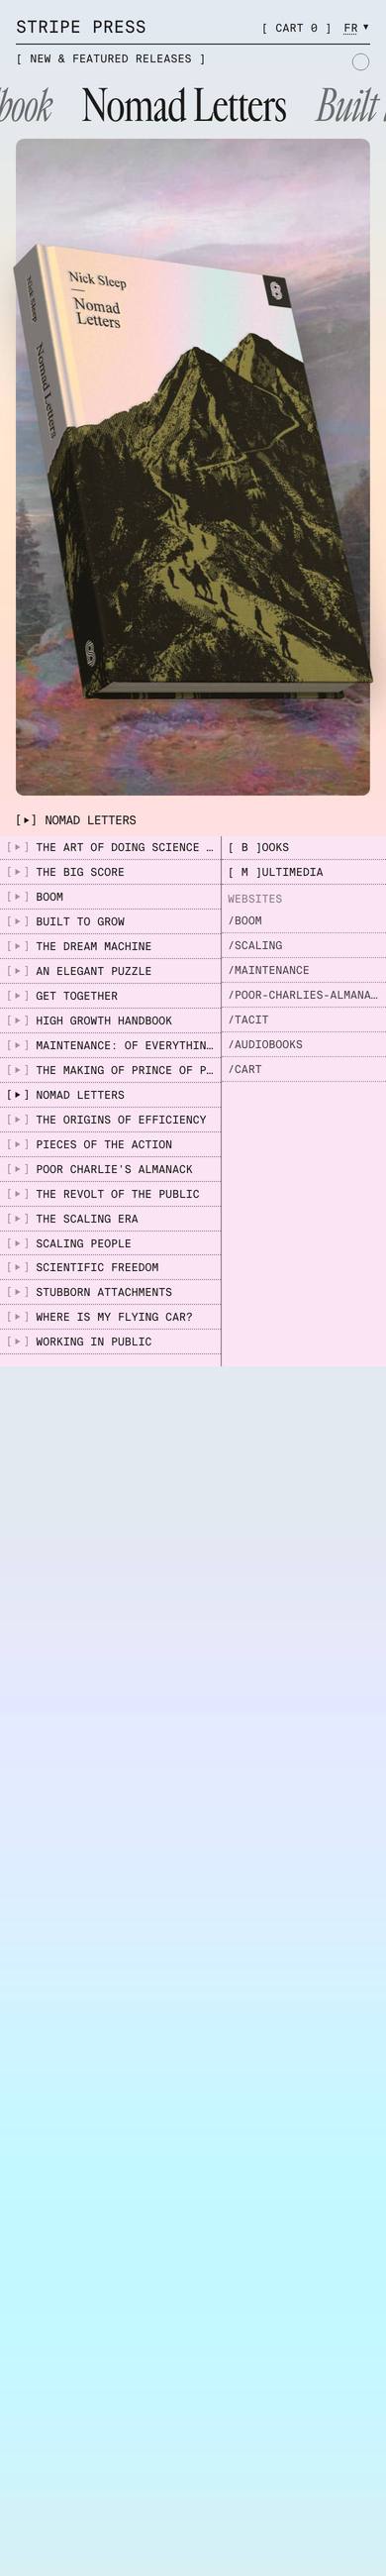 STRIPE PRESS
[ CART 0 ] FR ▼
[ NEW & FEATURED RELEASES ]
book Nomad Letters Built
Nick Sleep
Nomad
Letters
Nick Sleep
Nomad Letters
[▶] NOMAD LETTERS
[▶] THE ART OF DOING SCIENCE …
[▶] THE BIG SCORE
[▶] BOOM
[▶] BUILT TO GROW
[▶] THE DREAM MACHINE
[▶] AN ELEGANT PUZZLE
[▶] GET TOGETHER
[▶] HIGH GROWTH HANDBOOK
[▶] MAINTENANCE: OF EVERYTHIN…
[▶] THE MAKING OF PRINCE OF P…
[▶] NOMAD LETTERS
[▶] THE ORIGINS OF EFFICIENCY
[▶] PIECES OF THE ACTION
[▶] POOR CHARLIE'S ALMANACK
[▶] THE REVOLT OF THE PUBLIC
[▶] THE SCALING ERA
[▶] SCALING PEOPLE
[▶] SCIENTIFIC FREEDOM
[▶] STUBBORN ATTACHMENTS
[▶] WHERE IS MY FLYING CAR?
[▶] WORKING IN PUBLIC
[ B ]OOKS
[ M ]ULTIMEDIA
WEBSITES
/BOOM
/SCALING
/MAINTENANCE
/POOR-CHARLIES-ALMANA…
/TACIT
/AUDIOBOOKS
/CART